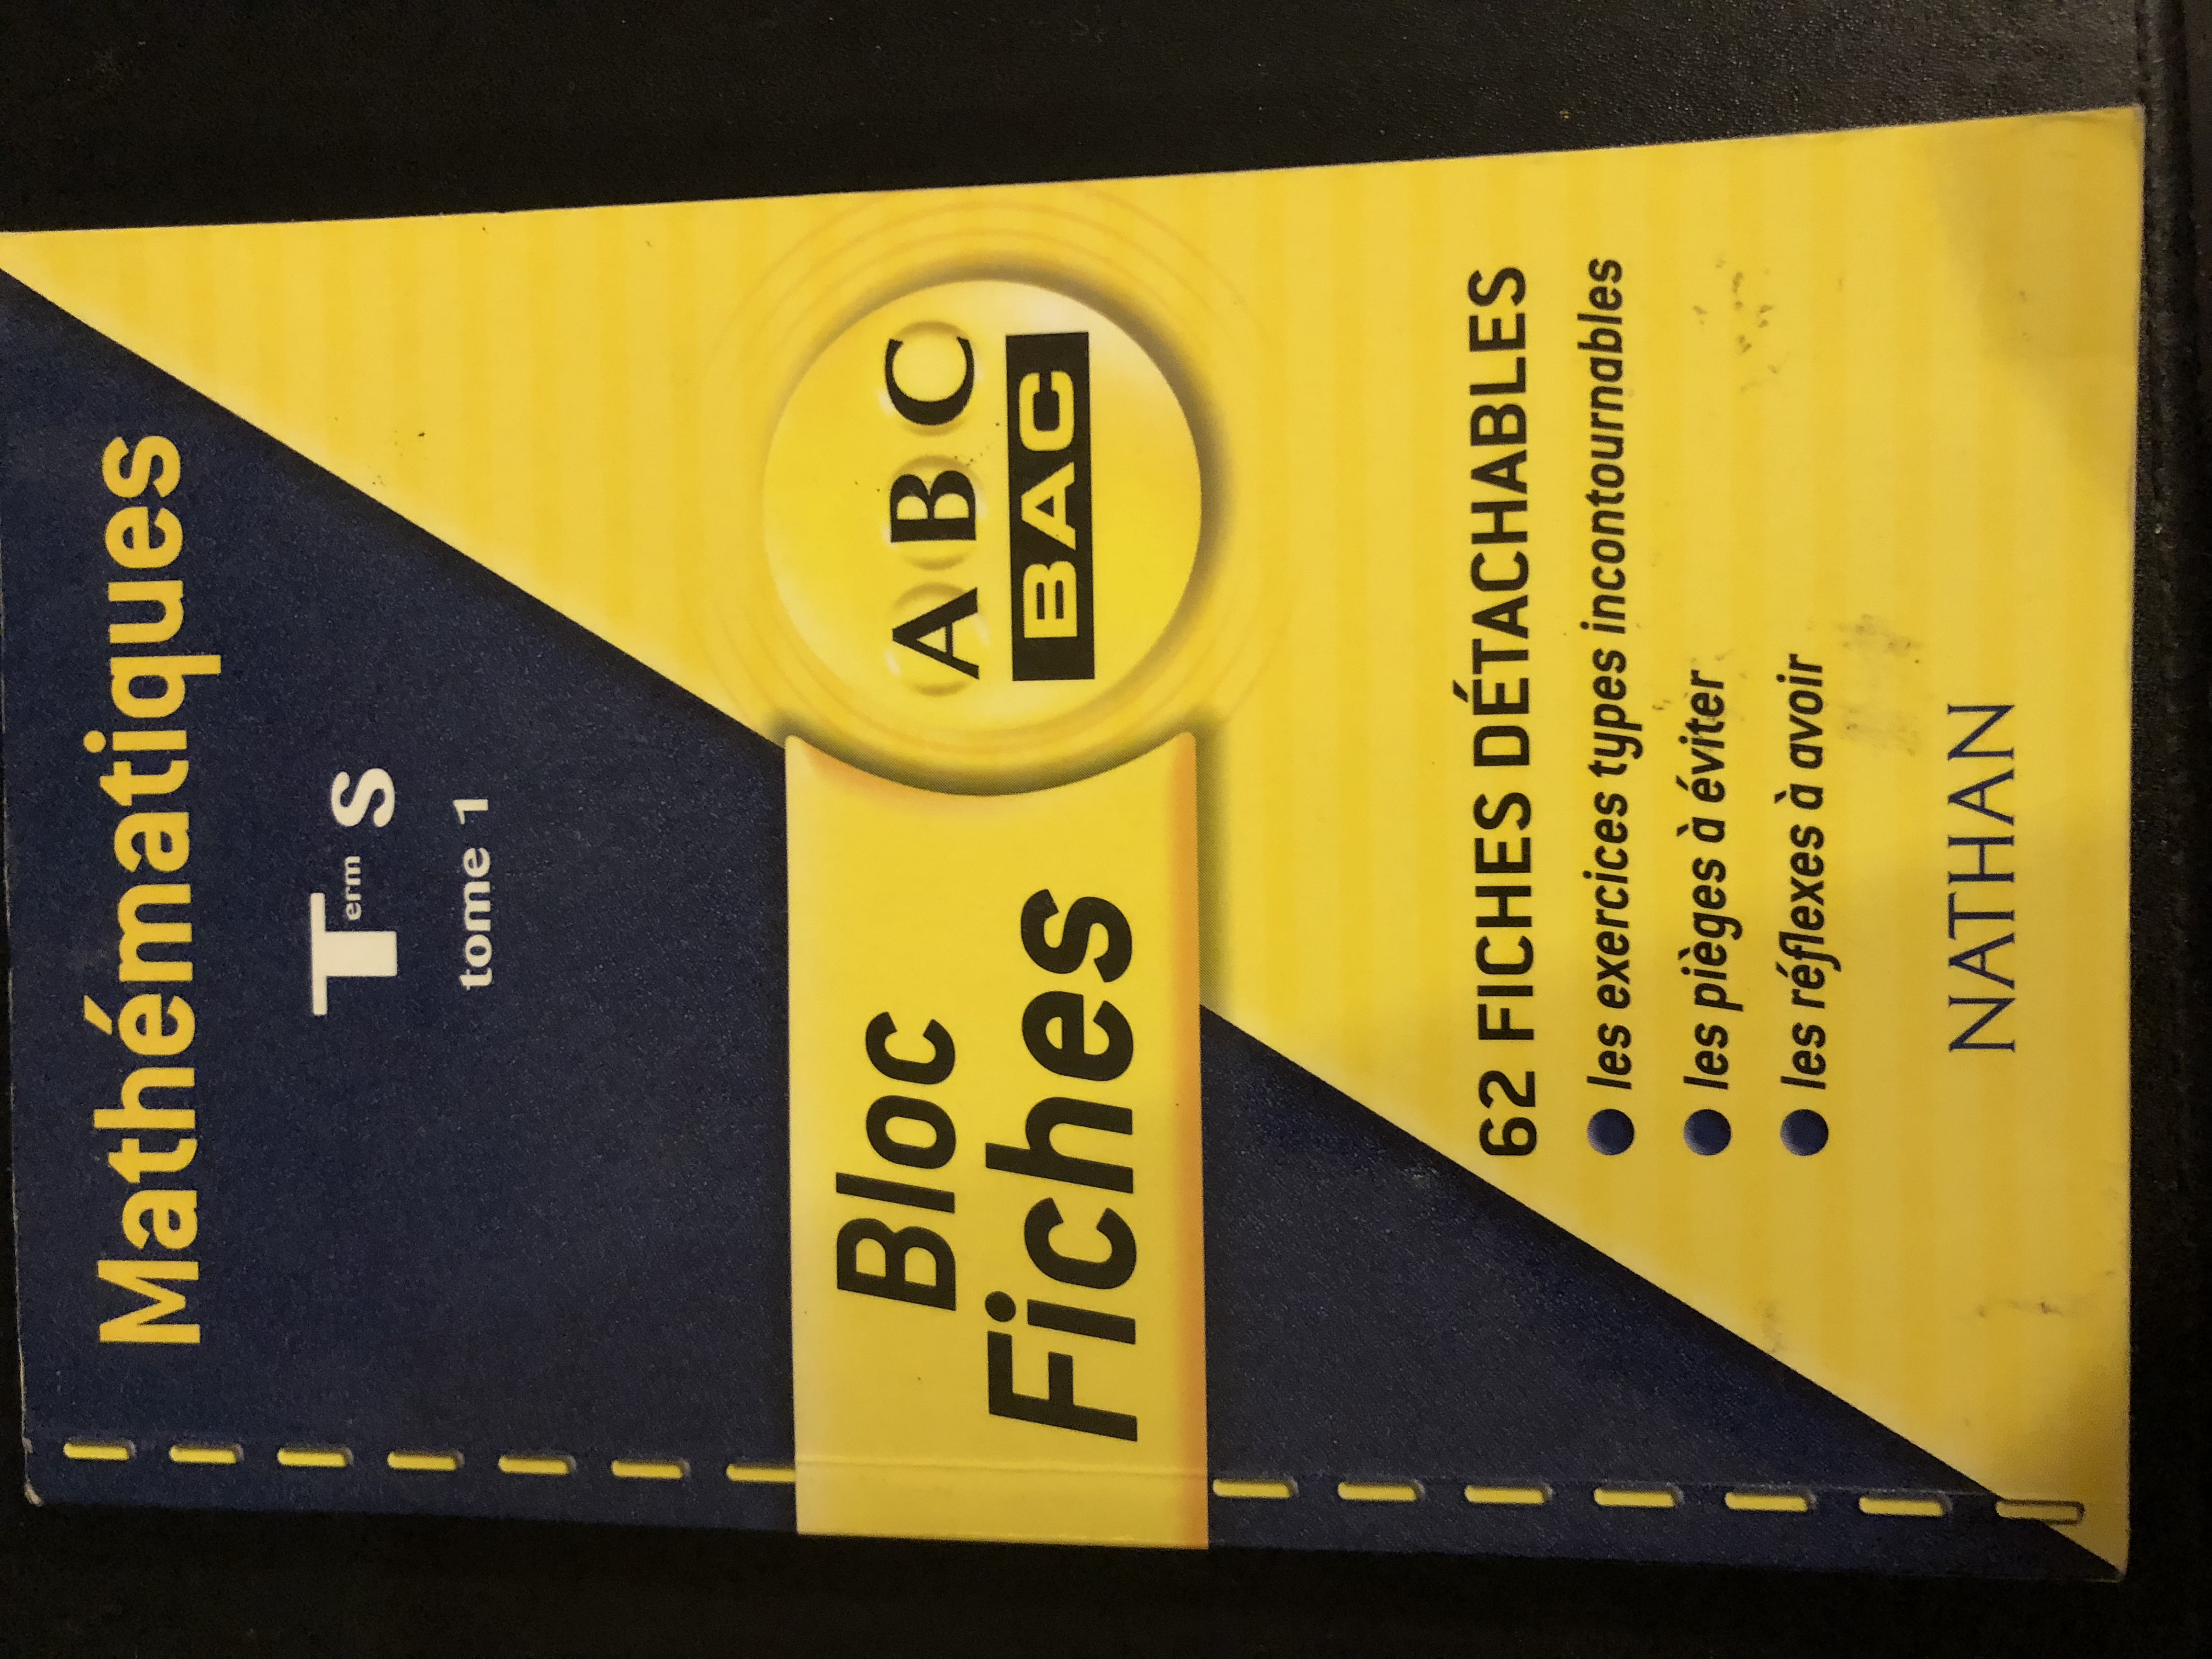 Mathématiques
Term S
tome 1
ABC
BAC
Bloc
Fiches
62 FICHES DÉTACHABLES
les exercices types incontournables
les pièges à éviter
les réflexes à avoir
NATHAN